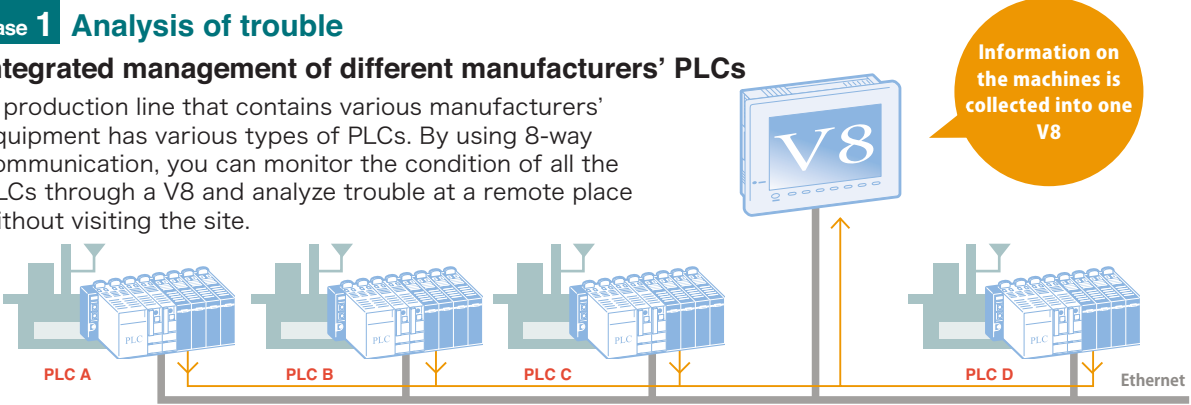 ase 1 Analysis of trouble
ntegrated management of different manufacturers' PLCs
production line that contains various manufacturers'
quipment has various types of PLCs. By using 8-way
ommunication, you can monitor the condition of all the
LCs through a V8 and analyze trouble at a remote place
ithout visiting the site.
Information on
the machines is
collected into one
V8
V8
PLC
PLC
PLC
PLC
PLC A
PLC B
PLC C
PLC D
Ethernet